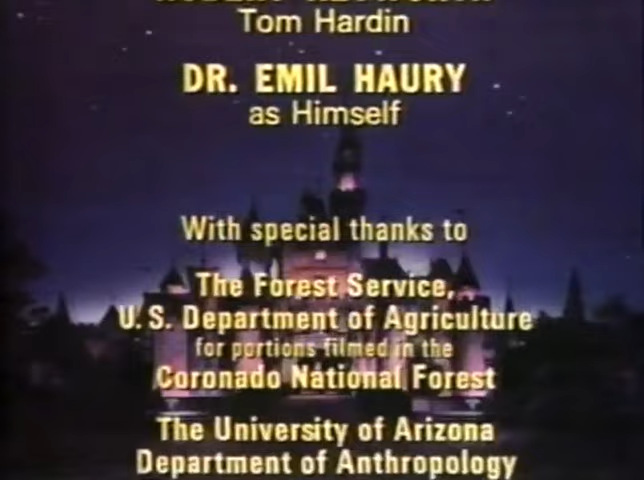 Tom Hardin
DR. EMIL HAURY
as Himself
With special thanks to
The Forest Service,
U.S. Department of Agriculture
for portions filmed in the
Coronado National Forest
The University of Arizona
Department of Anthropology